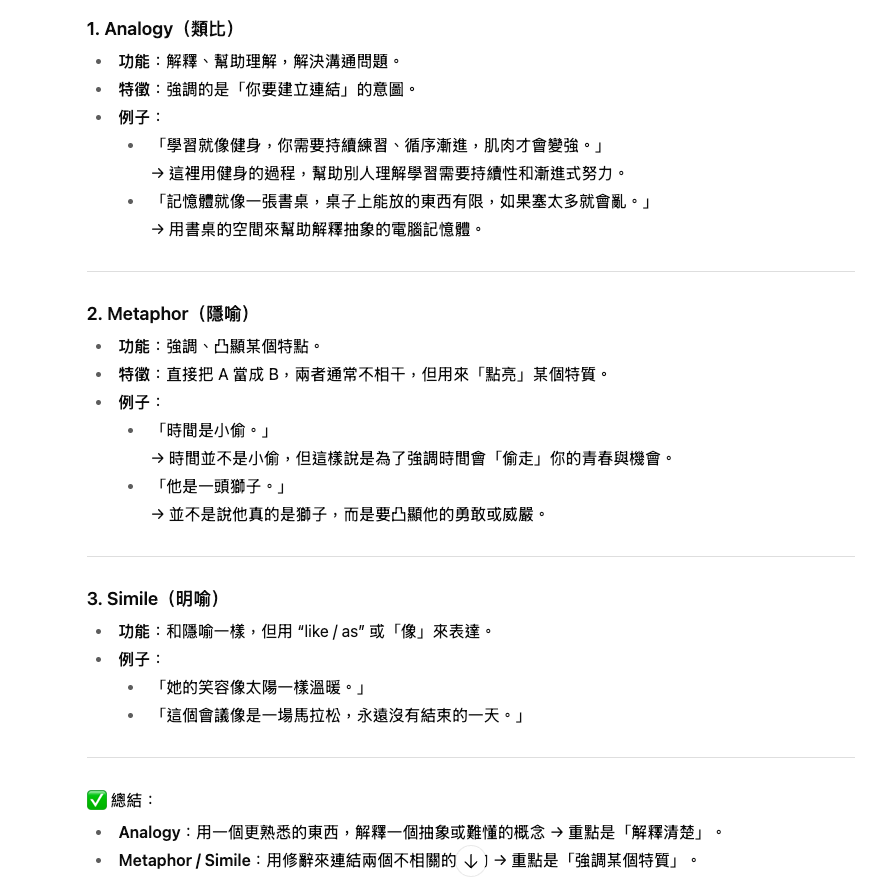 1. Analogy（類比）
功能：解釋、幫助理解，解決溝通問題。
特徵：強調的是「你要建立連結」的意圖。
例子：
「學習就像健身，你需要持續練習、循序漸進，肌肉才會變強。」
→ 這裡用健身的過程，幫助別人理解學習需要持續性和漸進式努力。
「記憶體就像一張書桌，桌子上能放的東西有限，如果塞太多就會亂。」
→ 用書桌的空間來幫助解釋抽象的電腦記憶體。
2. Metaphor（隱喻）
功能：強調、凸顯某個特點。
特徵：直接把 A 當成 B，兩者通常不相干，但用來「點亮」某個特質。
例子：
「時間是小偷。」
→ 時間並不是小偷，但這樣說是為了強調時間會「偷走」你的青春與機會。
「他是一頭獅子。」
→ 並不是說他真的是獅子，而是要凸顯他的勇敢或威嚴。
3. Simile（明喻）
功能：和隱喻一樣，但用 “like / as” 或「像」來表達。
例子：
「她的笑容像太陽一樣溫暖。」
「這個會議像是一場馬拉松，永遠沒有結束的一天。」
✅ 總結：
Analogy：用一個更熟悉的東西，解釋一個抽象或難懂的概念 → 重點是「解釋清楚」。
Metaphor / Simile：用修辭來連結兩個不相關的 → 重點是「強調某個特質」。